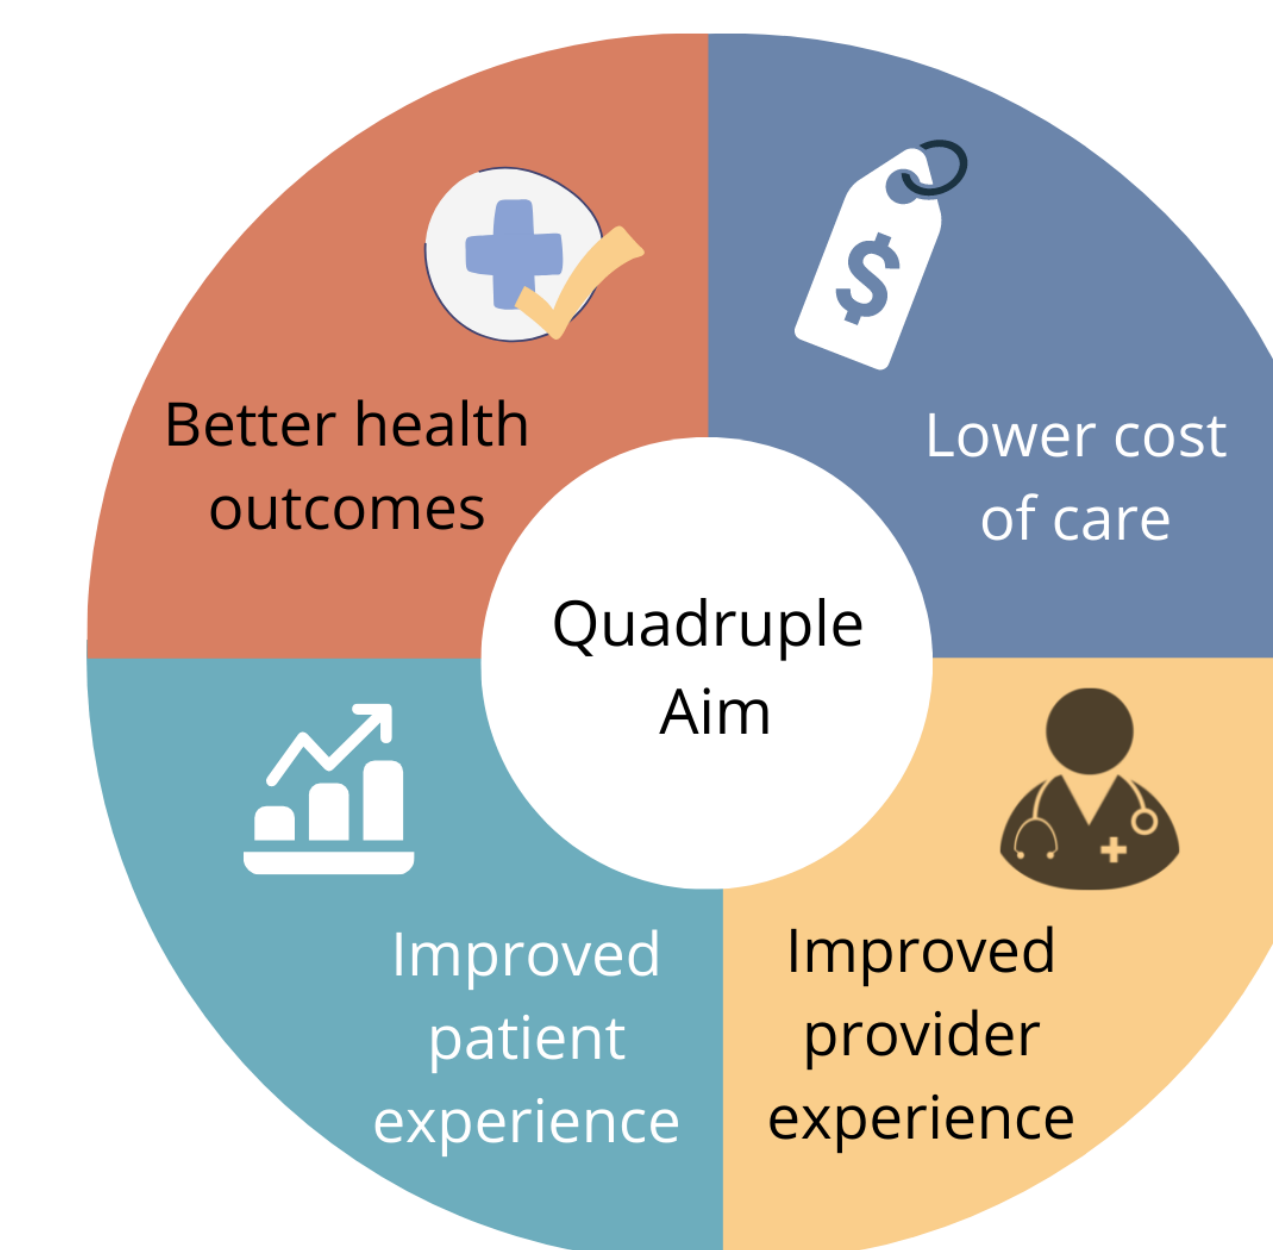 Better health
outcomes
Lower cost
of care
Quadruple
Aim
Improved
patient
experience
Improved
provider
experience
$